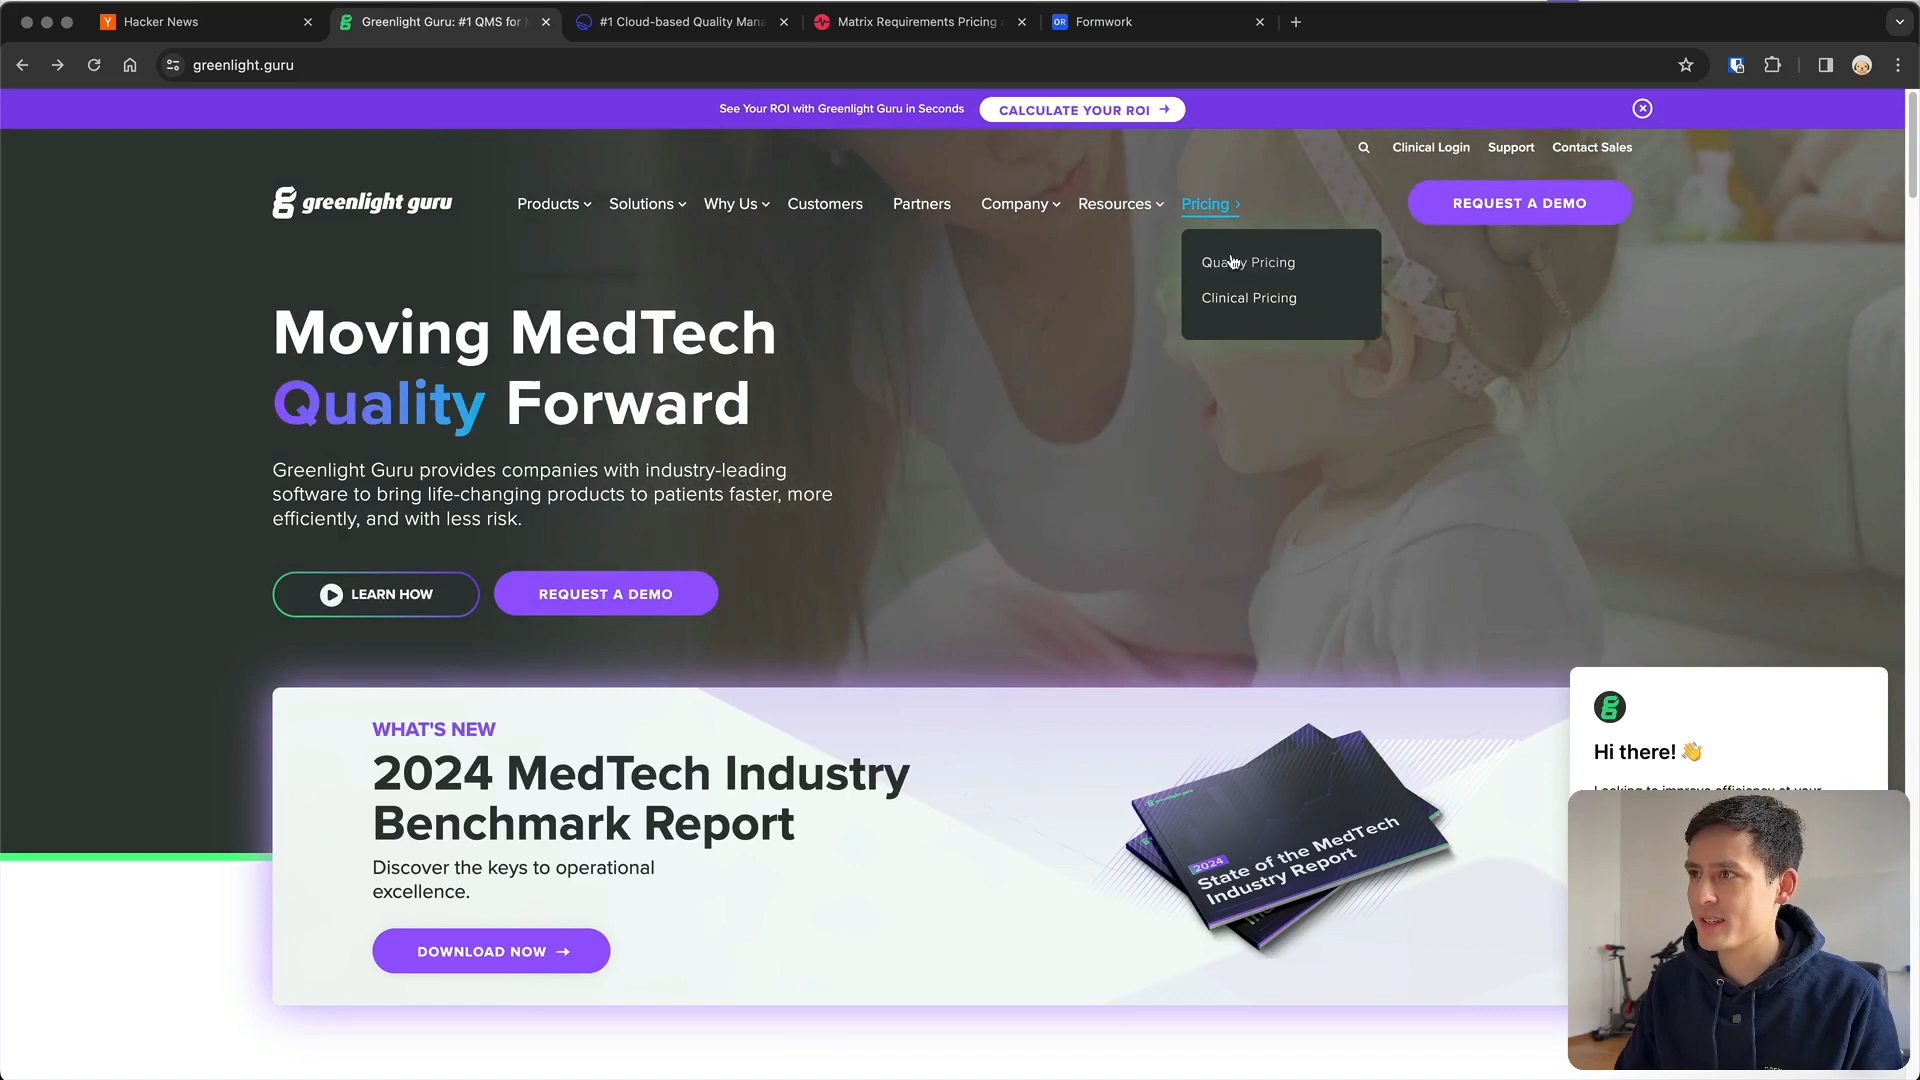 Hacker News
Greenlight Guru: #1 QMS for
#1 Cloud-based Quality Mana
Matrix Requirements Pricing
OR
Formwork
greenlight.guru
See Your ROI with Greenlight Guru in Seconds
CALCULATE YOUR ROI →
Clinical Login
Support
Contact Sales
greenlight guru
Products
Solutions
Why Us
Customers
Partners
Company
Resources
Pricing
REQUEST A DEMO
Quality Pricing
Clinical Pricing
Moving MedTech
Quality Forward
Greenlight Guru provides companies with industry-leading
software to bring life-changing products to patients faster, more
efficiently, and with less risk.
LEARN HOW
REQUEST A DEMO
WHAT'S NEW
2024 MedTech Industry
Benchmark Report
Discover the keys to operational
excellence.
DOWNLOAD NOW →
2024
State of the MedTech
Industry Report
Hi there! 👋
Looking to improve efficiency at your